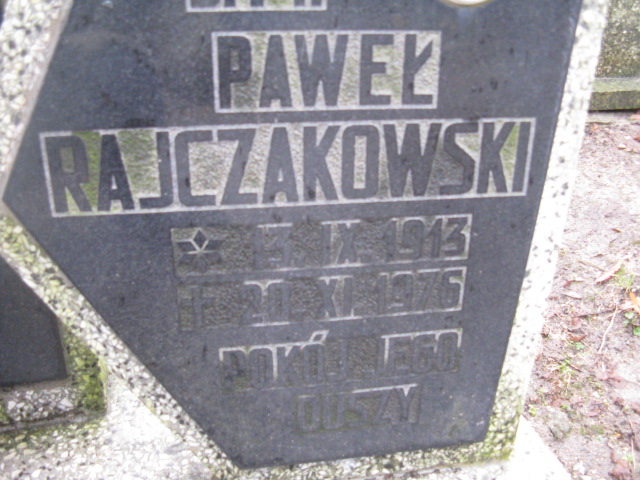 PAWEŁ
RAJCZAKOWSKI
* 13 IX 1913
† 20 XI 1976
POKÓJ JEGO
DUSZY